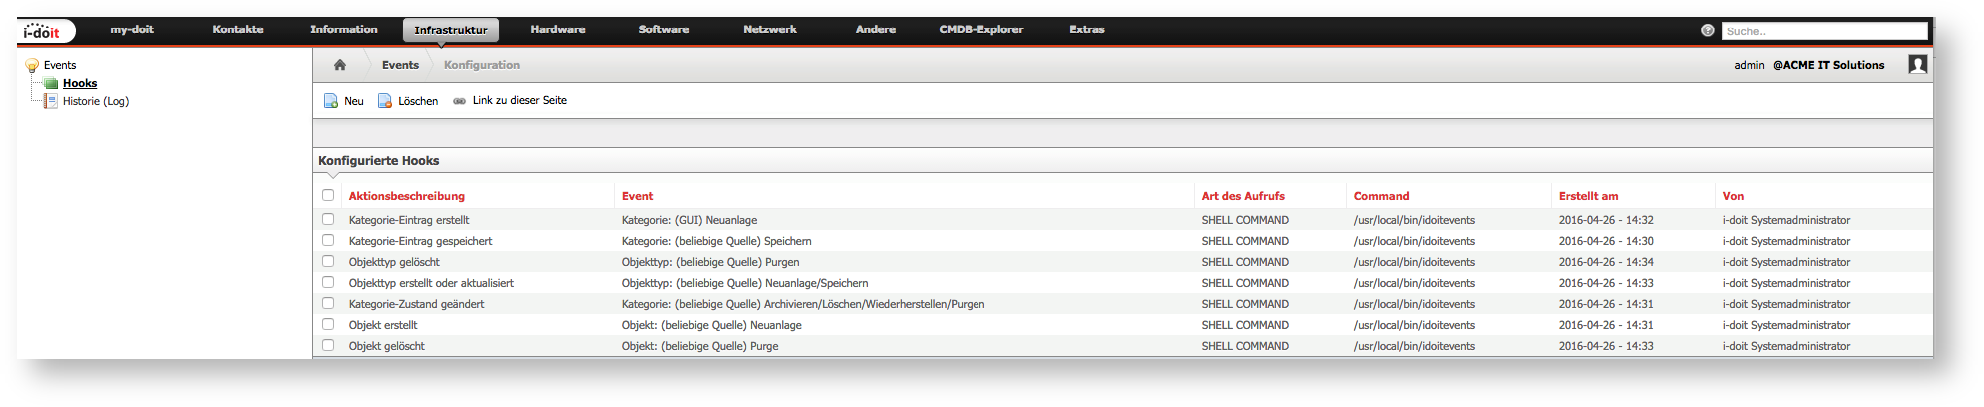 i-doit my-doit Kontakte Information Infrastruktur Hardware Software Netzwerk Andere CMDB-Explorer Extras Suche..
Events
Hooks
Historie (Log)
Events Konfiguration admin @ACME IT Solutions
Neu Löschen Link zu dieser Seite
Konfigurierte Hooks
Aktionsbeschreibung Event Art des Aufrufs Command Erstellt am Von
Kategorie-Eintrag erstellt Kategorie: (GUI) Neuanlage SHELL COMMAND /usr/local/bin/idoitevents 2016-04-26 - 14:32 i-doit Systemadministrator
Kategorie-Eintrag gespeichert Kategorie: (beliebige Quelle) Speichern SHELL COMMAND /usr/local/bin/idoitevents 2016-04-26 - 14:30 i-doit Systemadministrator
Objekttyp gelöscht Objekttyp: (beliebige Quelle) Purgen SHELL COMMAND /usr/local/bin/idoitevents 2016-04-26 - 14:34 i-doit Systemadministrator
Objekttyp erstellt oder aktualisiert Objekttyp: (beliebige Quelle) Neuanlage/Speichern SHELL COMMAND /usr/local/bin/idoitevents 2016-04-26 - 14:33 i-doit Systemadministrator
Kategorie-Zustand geändert Kategorie: (beliebige Quelle) Archivieren/Löschen/Wiederherstellen/Purgen SHELL COMMAND /usr/local/bin/idoitevents 2016-04-26 - 14:31 i-doit Systemadministrator
Objekt erstellt Objekt: (beliebige Quelle) Neuanlage SHELL COMMAND /usr/local/bin/idoitevents 2016-04-26 - 14:31 i-doit Systemadministrator
Objekt gelöscht Objekt: (beliebige Quelle) Purge SHELL COMMAND /usr/local/bin/idoitevents 2016-04-26 - 14:33 i-doit Systemadministrator